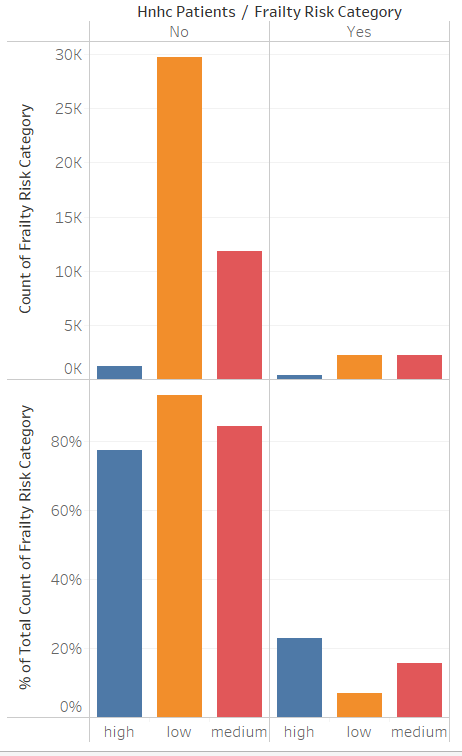 Hnhc Patients / Frailty Risk Category
No Yes
Count of Frailty Risk Category
30K
25K
20K
15K
10K
5K
0K
% of Total Count of Frailty Risk Category
80%
60%
40%
20%
0%
high low medium high low medium